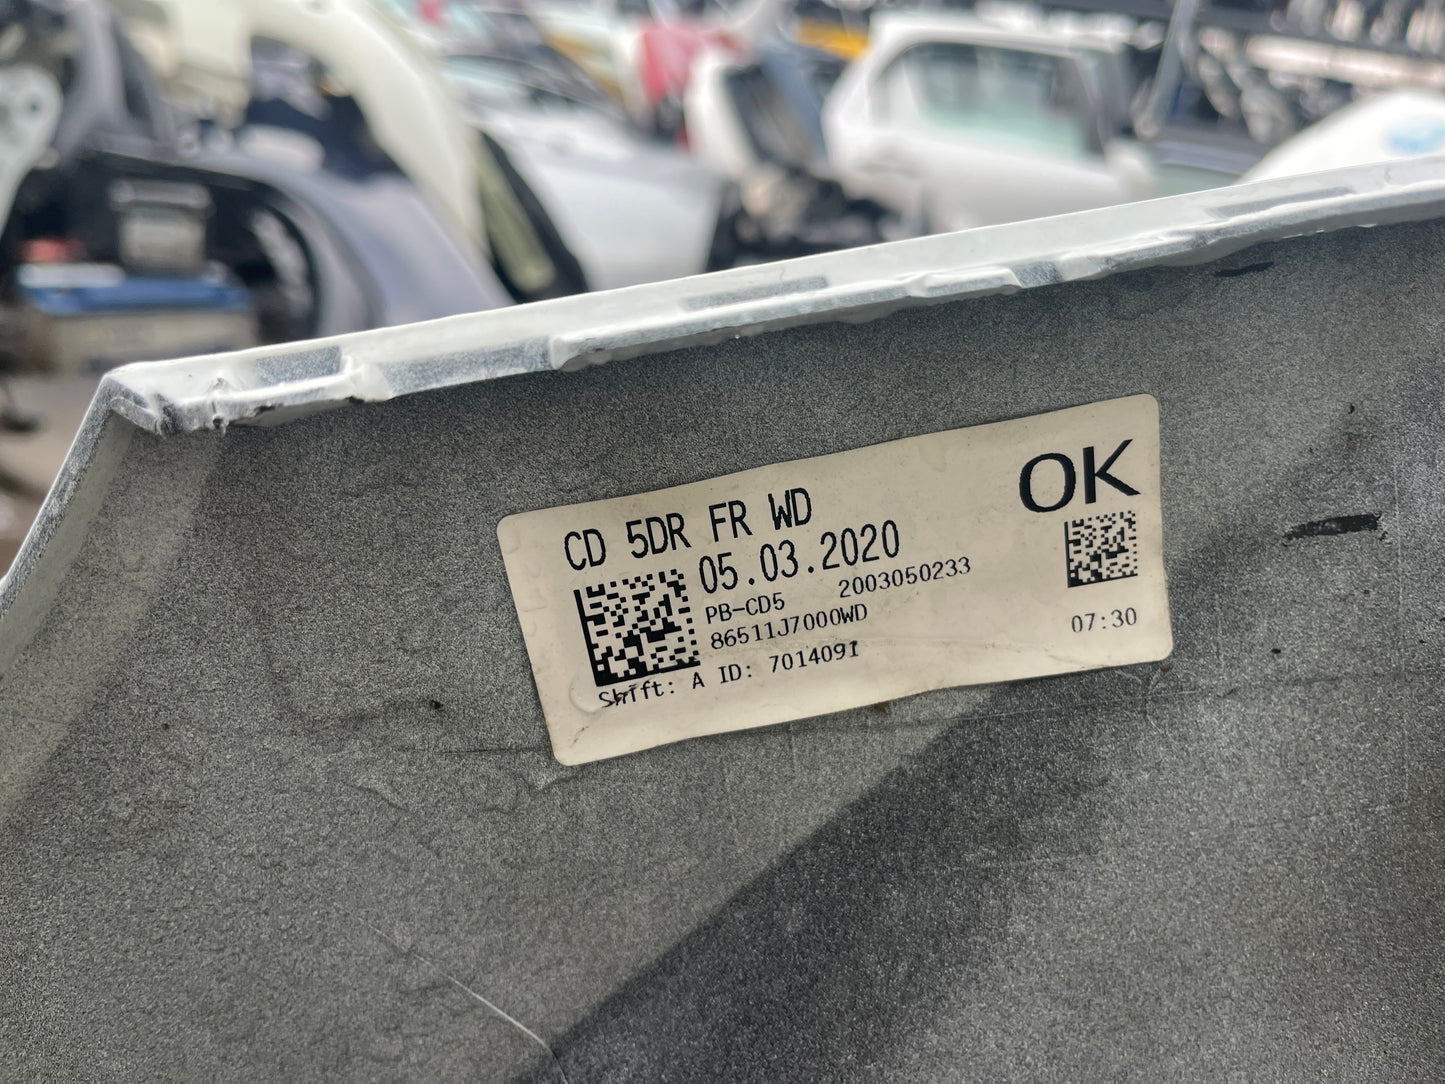 CD 5DR FR WD
OK
05.03.2020
PB-CD5 2003050233
86511J7000WD
07:30
Shift: A ID: 7014091